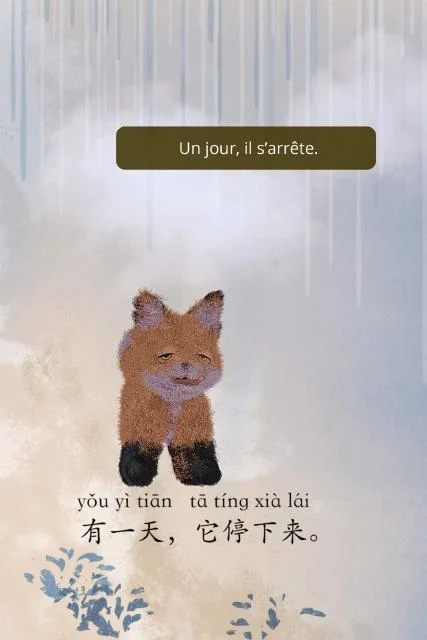 Un jour, il s’arrête.
yǒu yì tiān tā tíng xià lái
有一天，它停下来。